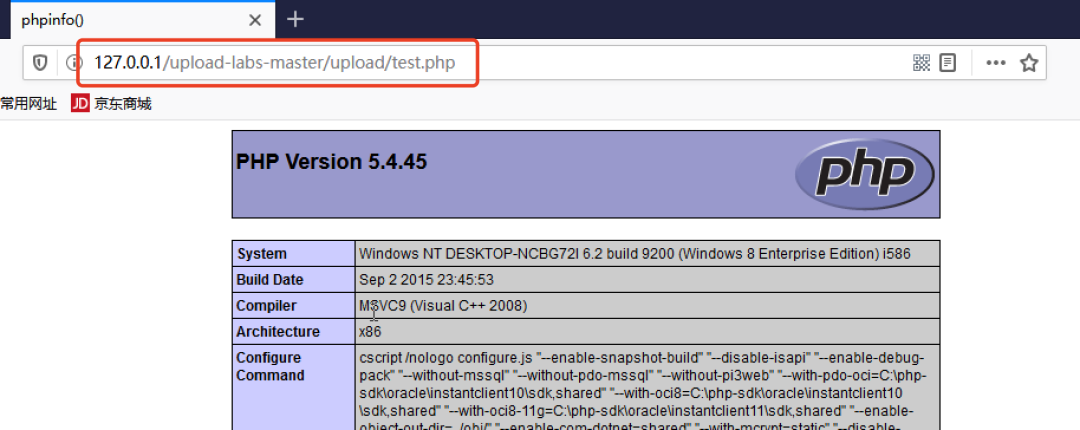 phpinfo()
127.0.0.1/upload-labs-master/upload/test.php
常用网址 JD 京东商城
PHP Version 5.4.45
php
System Windows NT DESKTOP-NCBG72I 6.2 build 9200 (Windows 8 Enterprise Edition) i586
Build Date Sep 2 2015 23:45:53
Compiler MSVC9 (Visual C++ 2008)
Architecture x86
Configure Command cscript /nologo configure.js "--enable-snapshot-build" "--disable-isapi" "--enable-debug-
pack" "--without-mssql" "--without-pdo-mssql" "--without-pi3web" "--with-pdo-oci=C:\php-
sdk\oracle\instantclient10\sdk,shared" "--with-oci8=C:\php-sdk\oracle\instantclient10
\sdk,shared" "--with-oci8-11g=C:\php-sdk\oracle\instantclient11\sdk,shared" "--enable-
object-out-dir=../obj/" "--enable-com-dotnet=shared" "--with-mcrypt=static" "--disable-